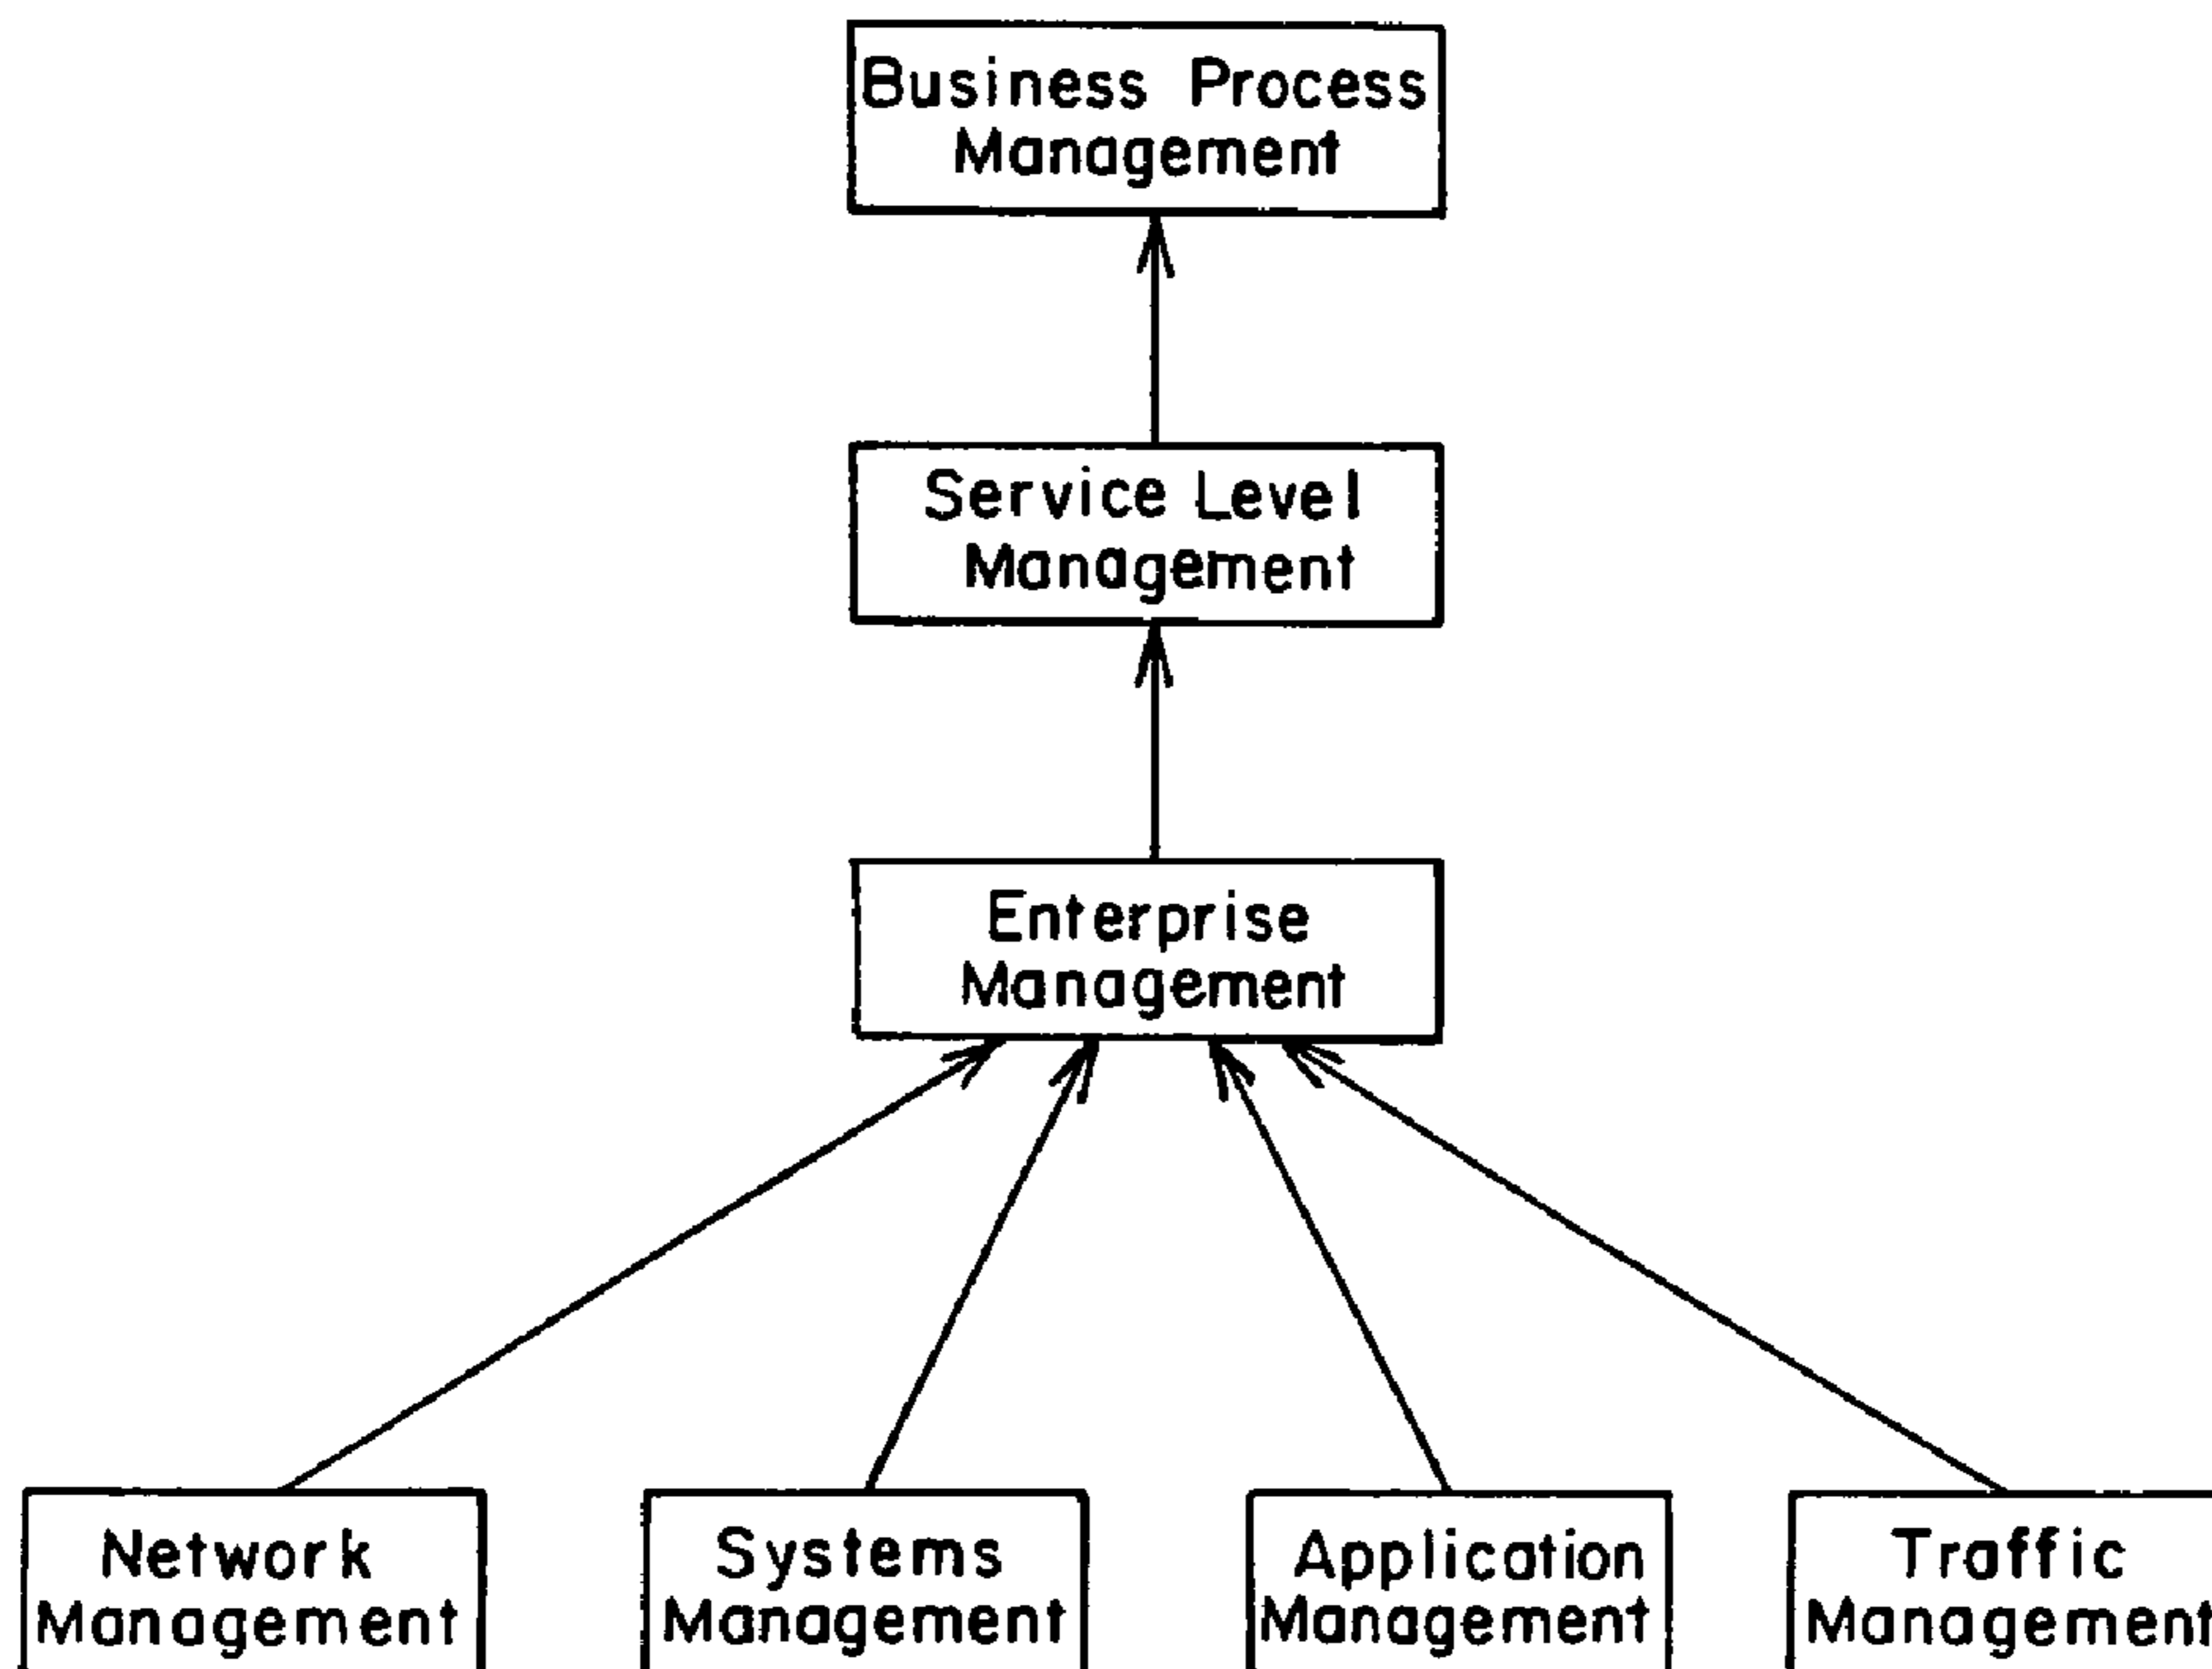 Business Process
Management
Service Level
Management
Enterprise
Management
Network
Management
Systems
Management
Application
Management
Traffic
Management